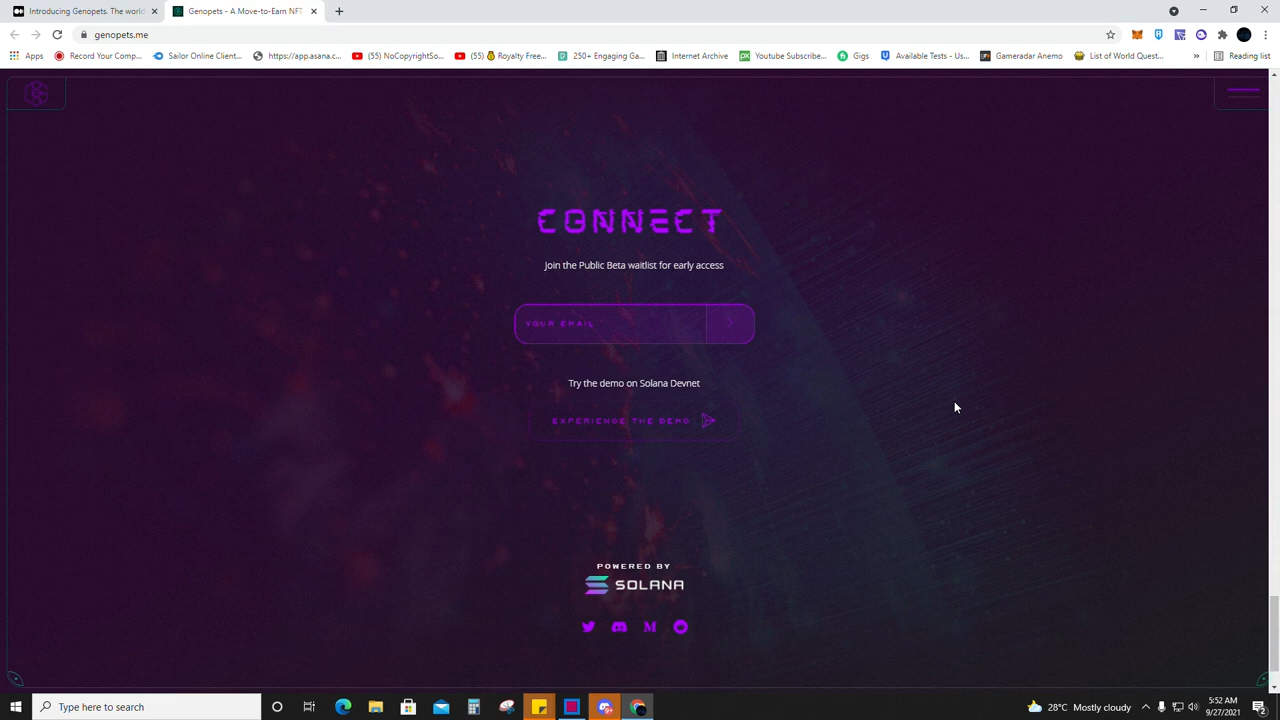 Introducing Genopets. The world
Genopets - A Move-to-Earn NFT
genopets.me
Apps
Record Your Comp...
Sailor Online Client...
https://app.asana.c...
(55) NoCopyrightSo...
(55) Royalty Free...
250+ Engaging Ga...
Internet Archive
Youtube Subscribe...
Gigs
Available Tests - Us...
Gameradar Anemo
List of World Quest...
»
Reading list
CONNECT
Join the Public Beta waitlist for early access
YOUR EMAIL
Try the demo on Solana Devnet
EXPERIENCE THE DEMO
POWERED BY
SOLANA
Type here to search
28°C Mostly cloudy
5:52 AM
9/27/2021
2